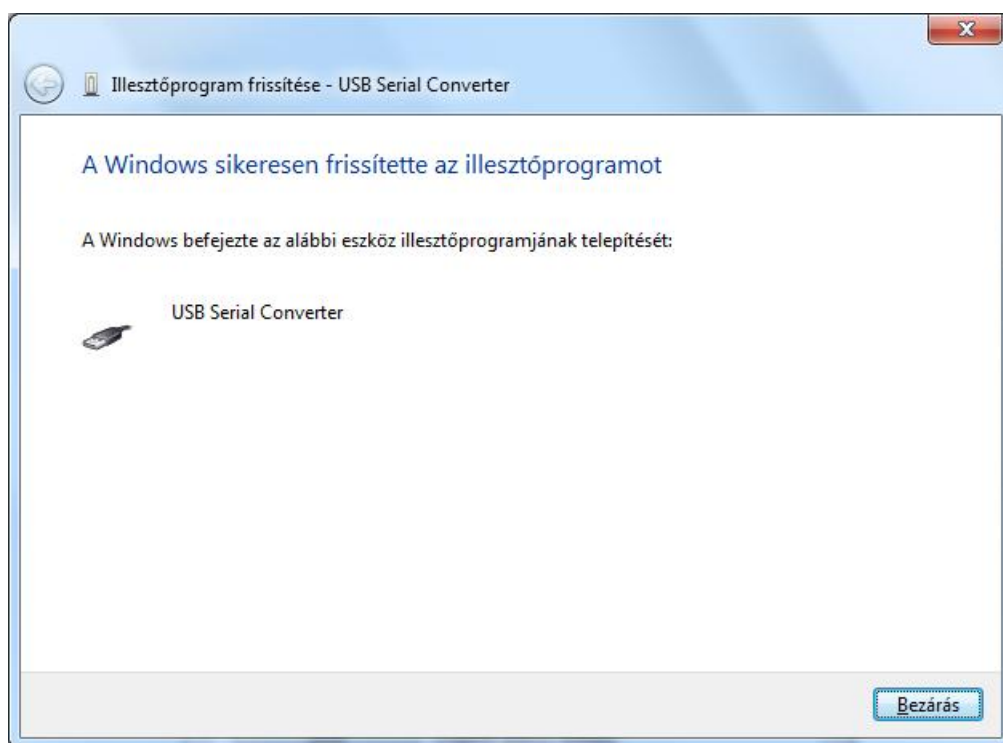 Illesztőprogram frissítése - USB Serial Converter
A Windows sikeresen frissítette az illesztőprogramot
A Windows befejezte az alábbi eszköz illesztőprogramjának telepítését:
USB Serial Converter
Bezárás